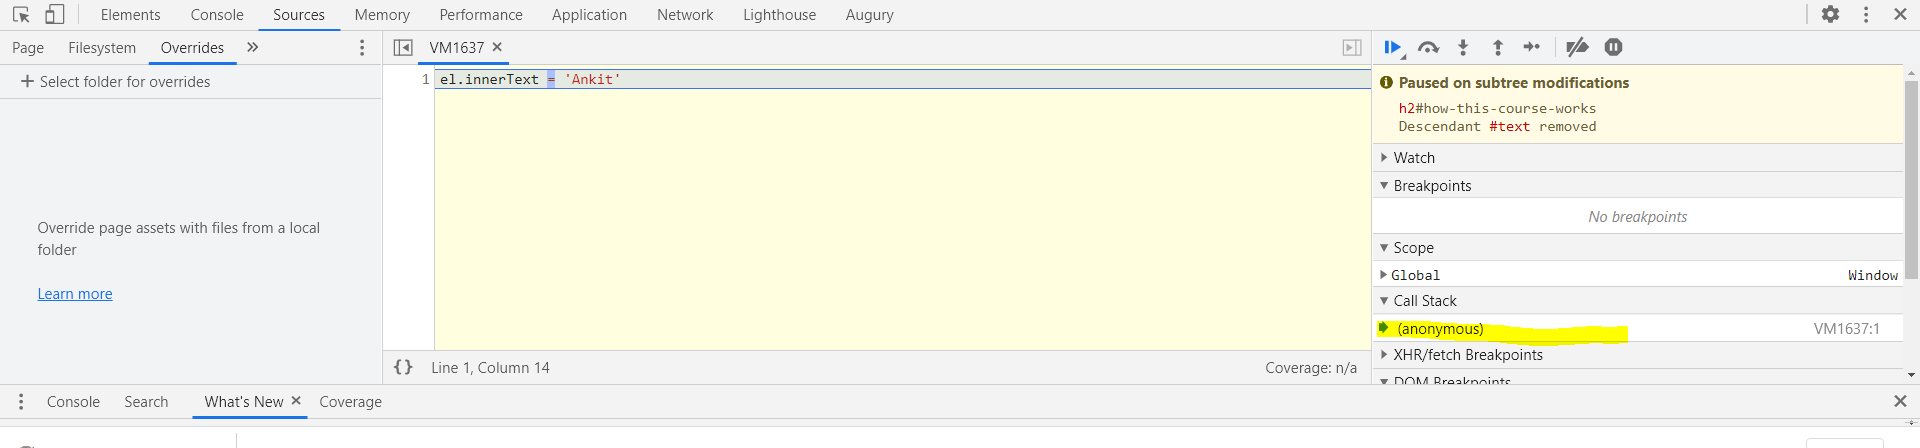 Elements Console Sources Memory Performance Application Network Lighthouse Augury
Page Filesystem Overrides »
VM1637
Select folder for overrides
1 el.innerText = 'Ankit'
Override page assets with files from a local
folder
Learn more
{} Line 1, Column 14 Coverage: n/a
Paused on subtree modifications
h2#how-this-course-works
Descendant #text removed
Watch
Breakpoints
No breakpoints
Scope
Global Window
Call Stack
(anonymous) VM1637:1
XHR/fetch Breakpoints
DOM Breakpoints
Console Search What's New Coverage